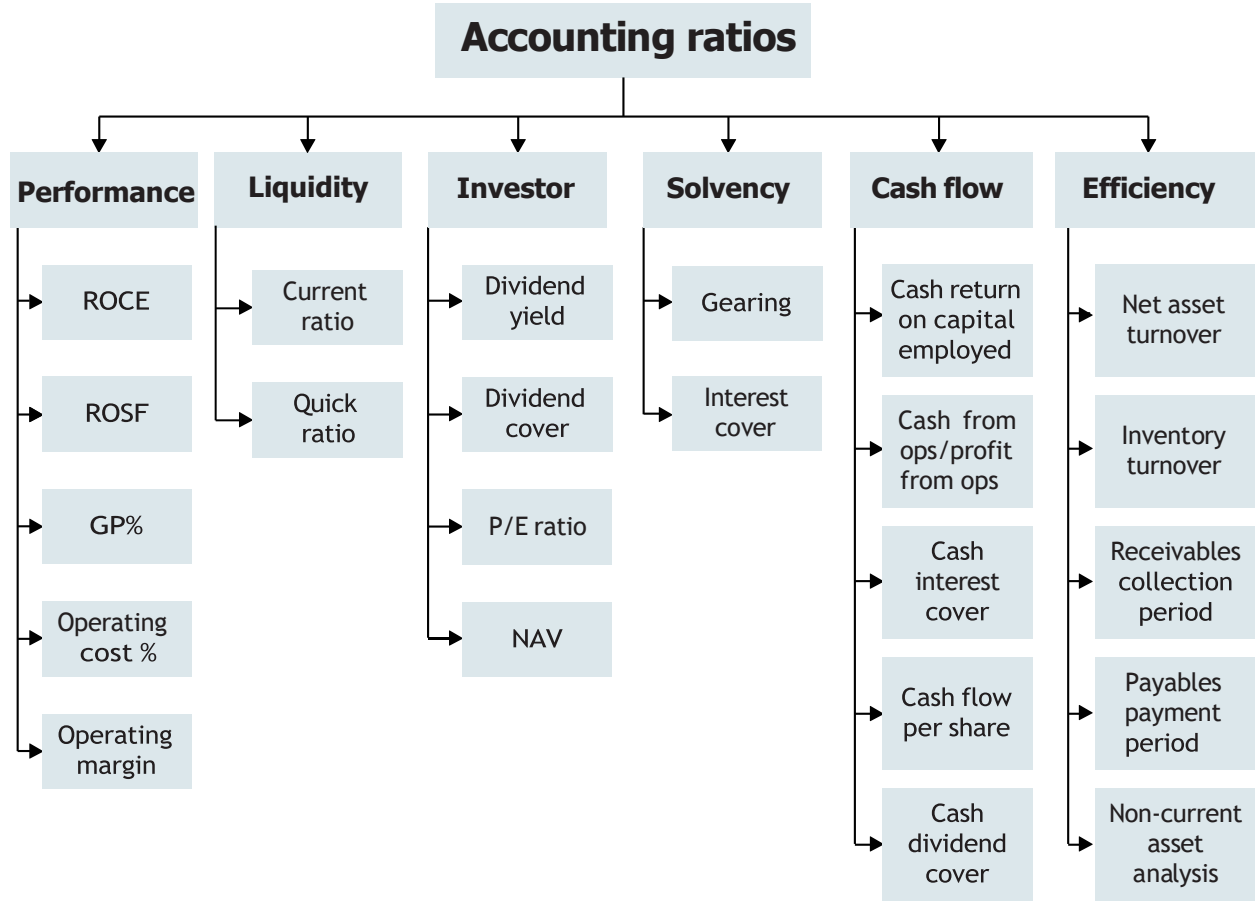 Accounting ratios
Performance
Liquidity
Investor
Solvency
Cash flow
Efficiency
ROCE
ROSF
GP%
Operating
cost %
Operating
margin
Current
ratio
Quick
ratio
Dividend
yield
Dividend
cover
P/E ratio
NAV
Gearing
Interest
cover
Cash return
on capital
employed
Cash from
ops/profit
from ops
Cash
interest
cover
Cash flow
per share
Cash
dividend
cover
Net asset
turnover
Inventory
turnover
Receivables
collection
period
Payables
payment
period
Non-current
asset
analysis